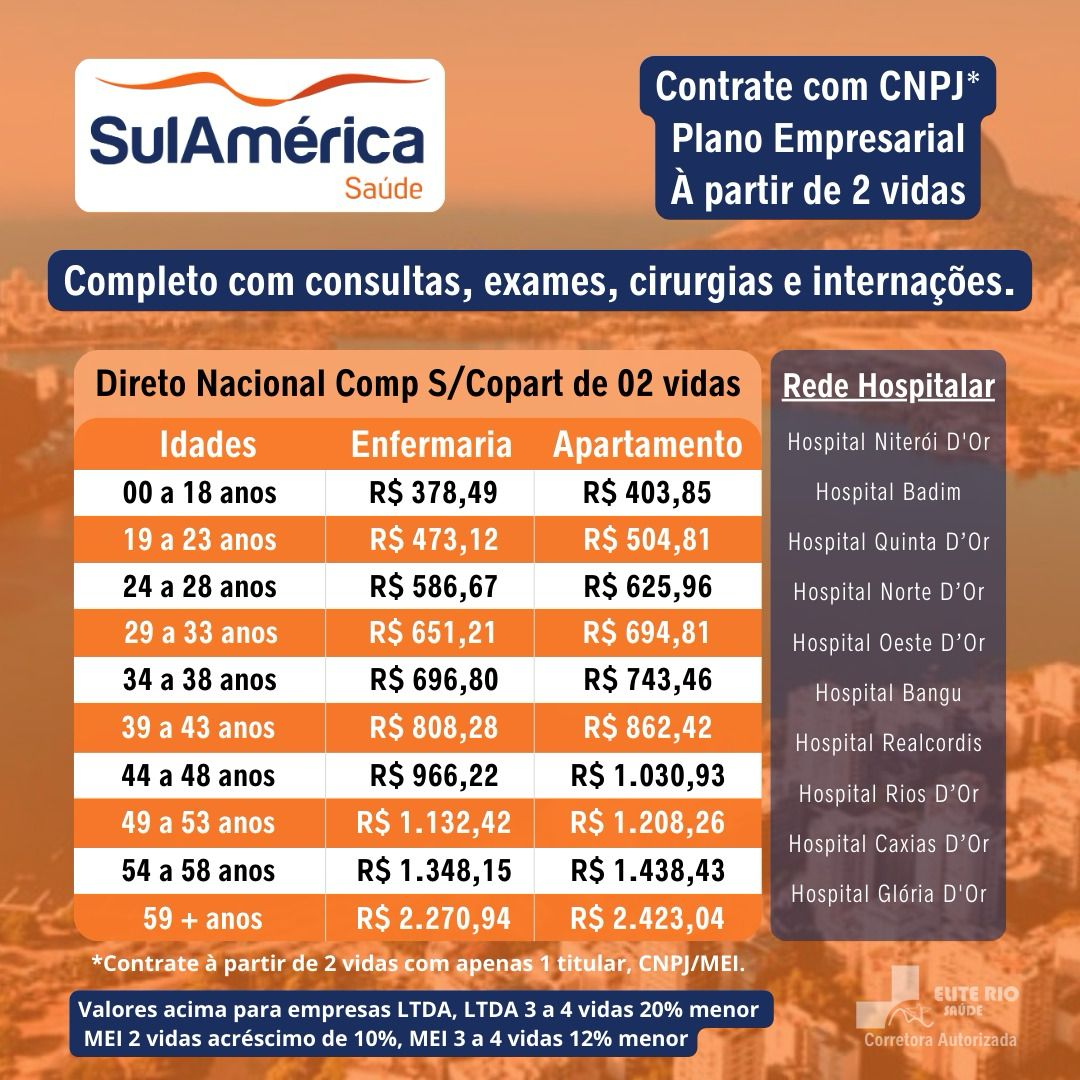 SulAmérica
Saúde
Contrate com CNPJ*
Plano Empresarial
À partir de 2 vidas
Completo com consultas, exames, cirurgias e internações.
Direto Nacional Comp S/Copart de 02 vidas
Idades Enfermaria Apartamento
00 a 18 anos R$ 378,49 R$ 403,85
19 a 23 anos R$ 473,12 R$ 504,81
24 a 28 anos R$ 586,67 R$ 625,96
29 a 33 anos R$ 651,21 R$ 694,81
34 a 38 anos R$ 696,80 R$ 743,46
39 a 43 anos R$ 808,28 R$ 862,42
44 a 48 anos R$ 966,22 R$ 1.030,93
49 a 53 anos R$ 1.132,42 R$ 1.208,26
54 a 58 anos R$ 1.348,15 R$ 1.438,43
59 + anos R$ 2.270,94 R$ 2.423,04
Rede Hospitalar
Hospital Niterói D'Or
Hospital Badim
Hospital Quinta D’Or
Hospital Norte D’Or
Hospital Oeste D’Or
Hospital Bangu
Hospital Realcordis
Hospital Rios D’Or
Hospital Caxias D’Or
Hospital Glória D'Or
*Contrate à partir de 2 vidas com apenas 1 titular, CNPJ/MEI.
Valores acima para empresas LTDA, LTDA 3 a 4 vidas 20% menor
MEI 2 vidas acréscimo de 10%, MEI 3 a 4 vidas 12% menor
ELITE RIO
SAÚDE
Corretora Autorizada